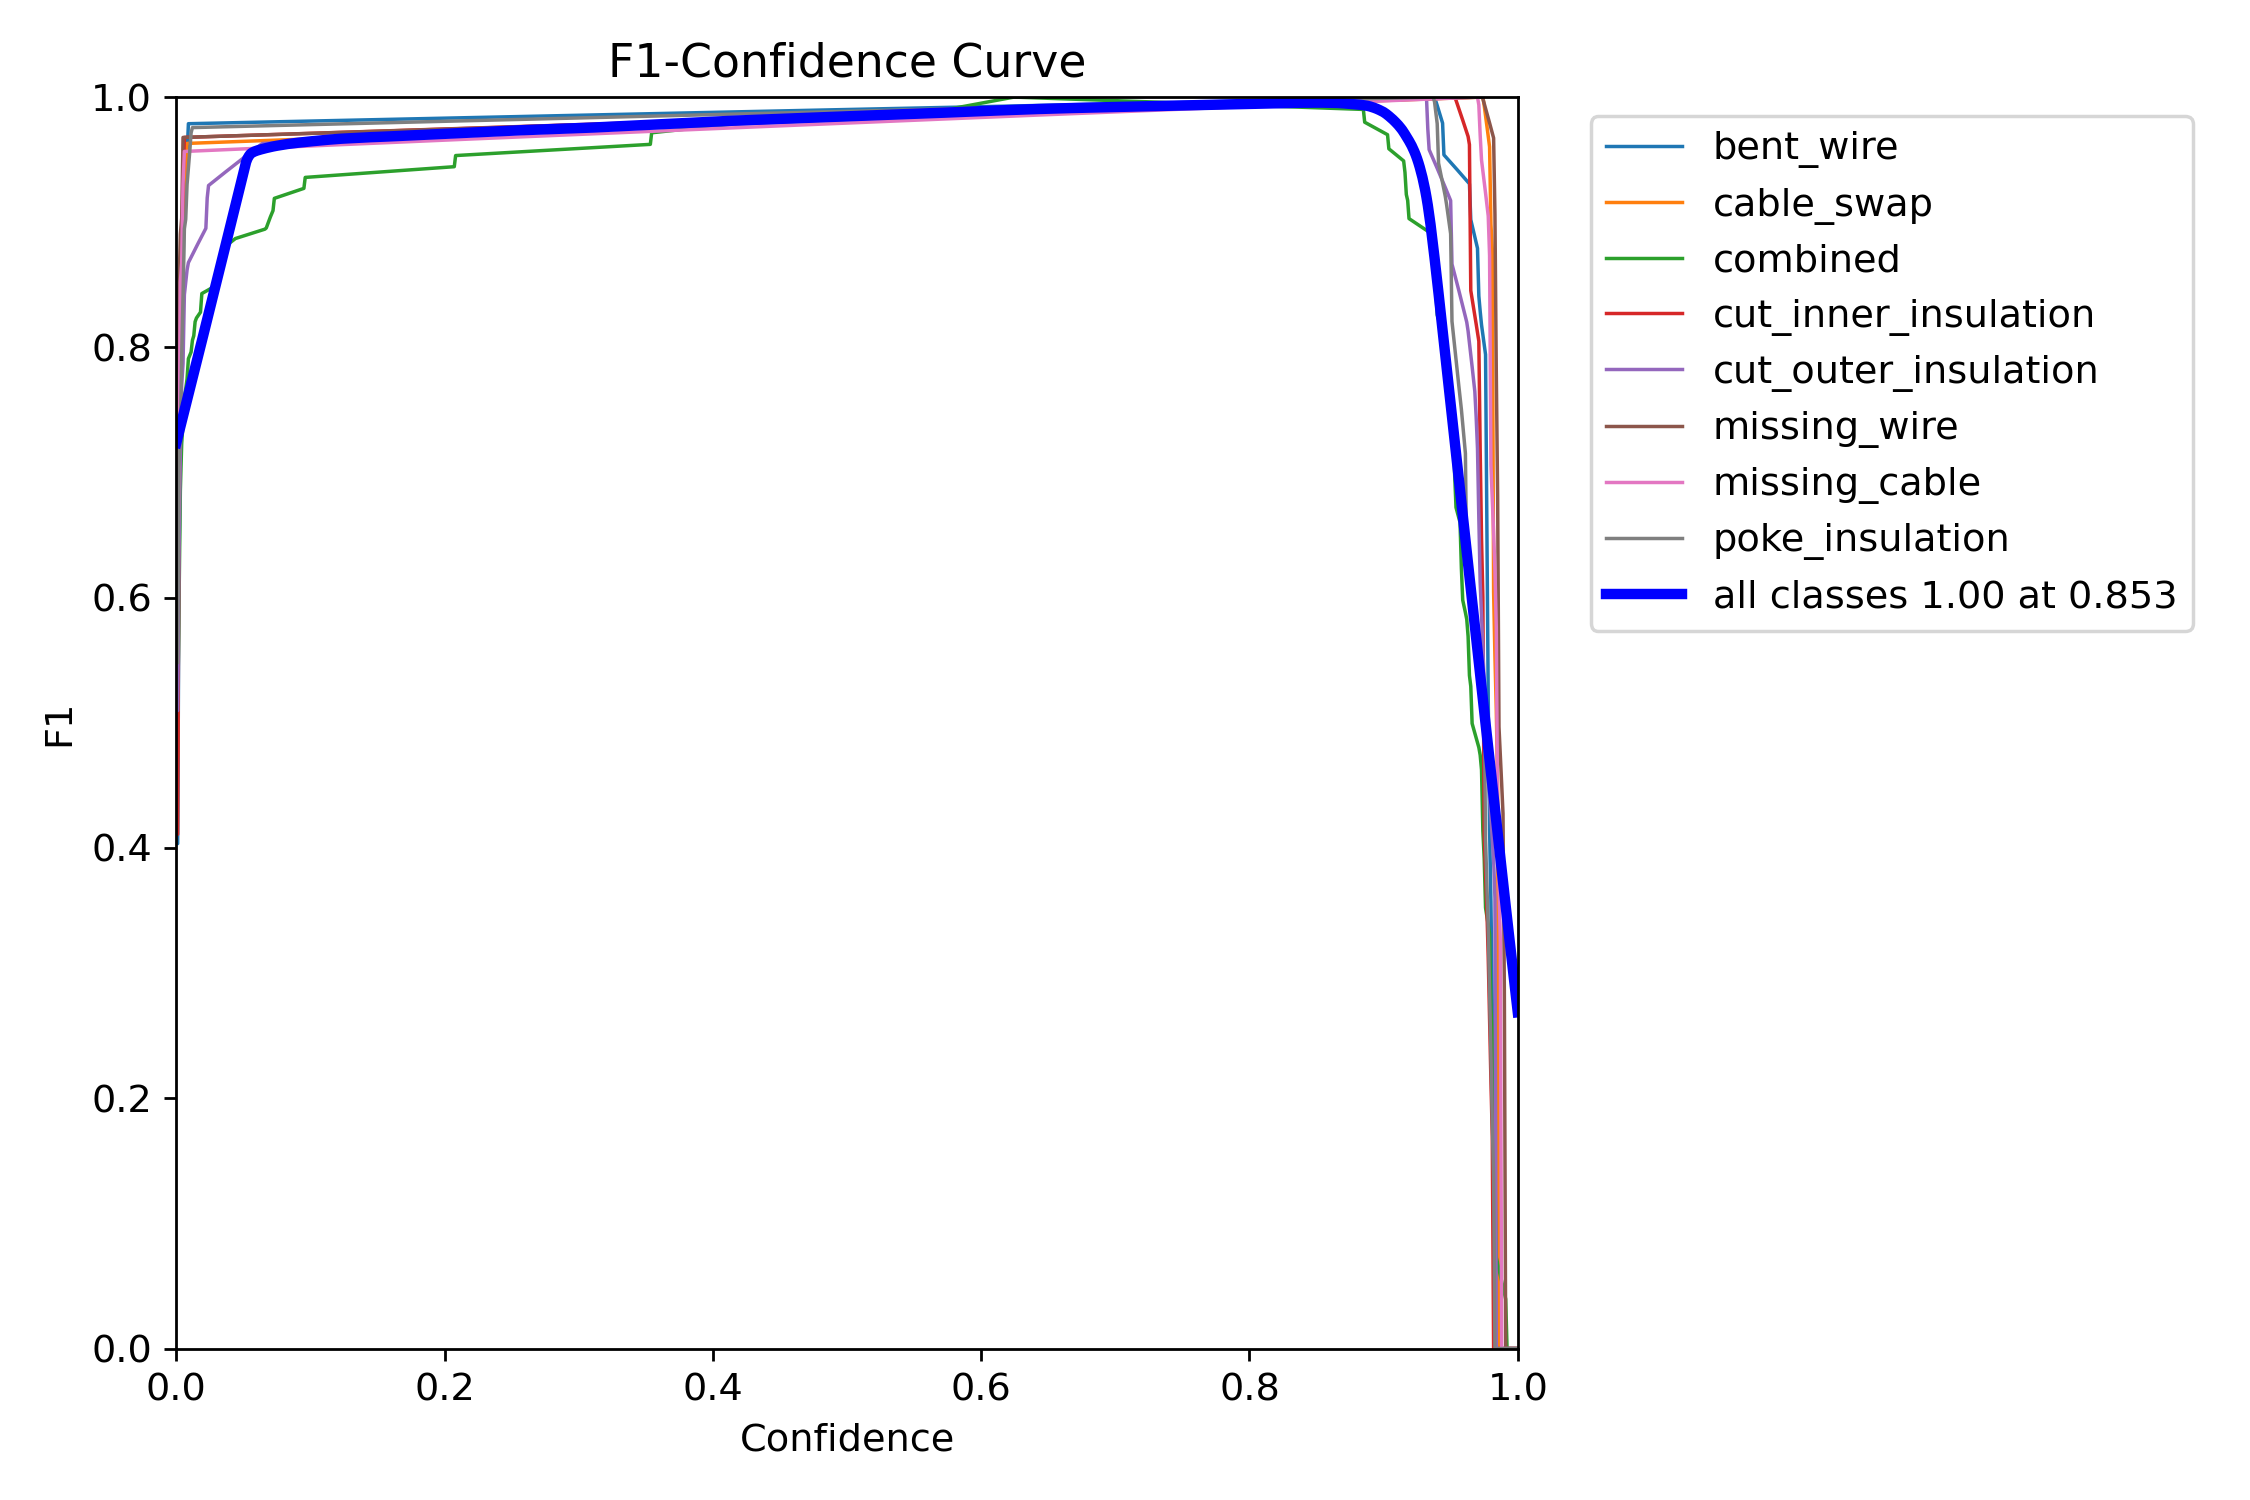 F1-Confidence Curve
1.0
0.8
0.6
0.4
0.2
0.0
F1
0.0 0.2 0.4 0.6 0.8 1.0
Confidence
bent_wire
cable_swap
combined
cut_inner_insulation
cut_outer_insulation
missing_wire
missing_cable
poke_insulation
all classes 1.00 at 0.853